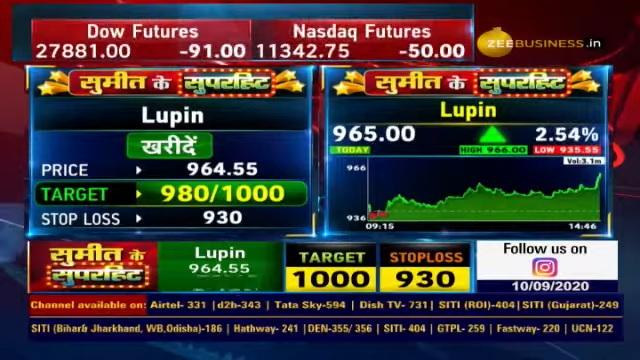 Dow Futures
27881.00 -91.00
Nasdaq Futures
11342.75 -50.00
ZEEBUSINESS.in
सुमीत के सुपरहिट
Lupin
खरीदें
PRICE 964.55
TARGET 980/1000
STOP LOSS 930
सुमीत के सुपरहिट
Lupin
965.00 2.54%
TODAY HIGH 966.00 LOW 935.55
Vol:3.1m
966
936
09:15 14:46
सुमीत के
सुपरहिट
Lupin
964.55
TARGET
1000
STOPLOSS
930
Follow us on
10/09/2020
Channel available on: Airtel- 331 |d2h-343 | Tata Sky-594 | Dish TV- 731| SITI (ROI)-404|SITI (Gujarat)-249
SITI (Bihar& Jharkhand, WB,Odisha)-186 | Hathway- 241 |DEN-355/ 356 | SITI- 404 | GTPL- 259 | Fastway- 220 | UCN-122